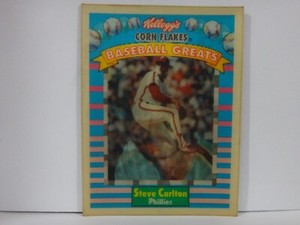 Kellogg's
CORN FLAKES
BASEBALL GREATS
Steve Carlton
Phillies